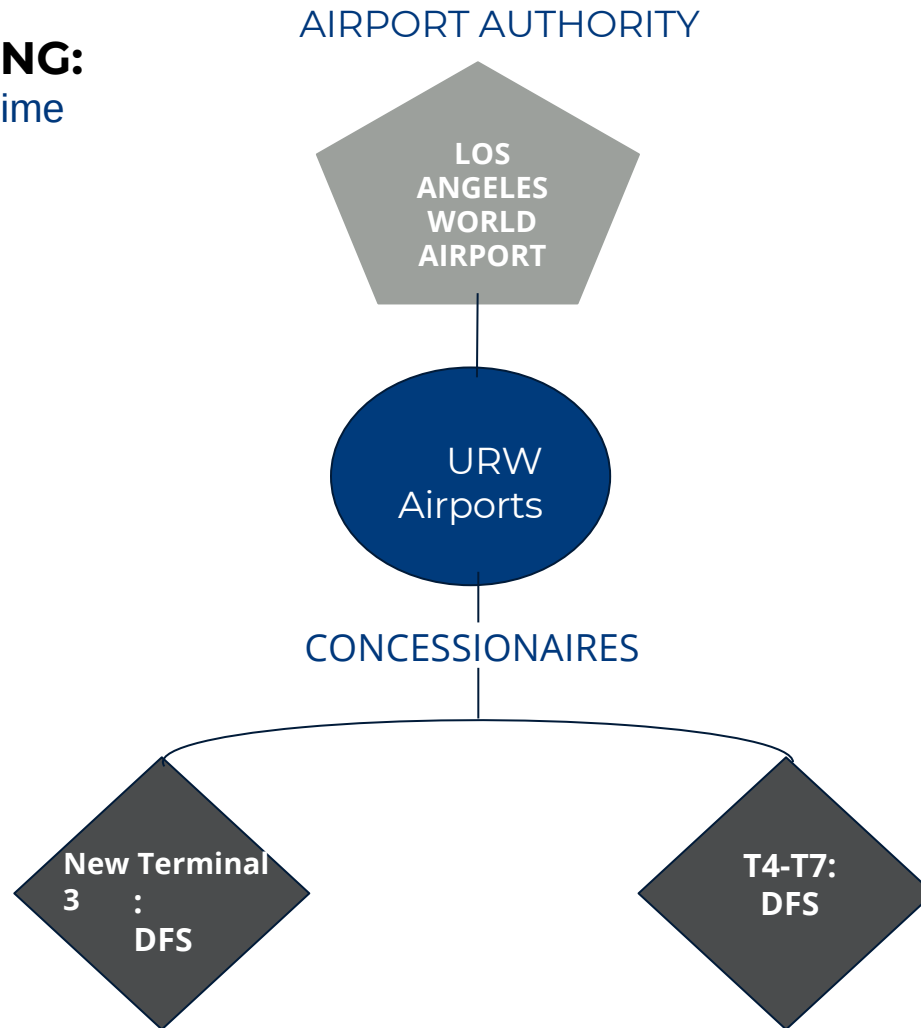 AIRPORT AUTHORITY
NG:
ime
LOS
ANGELES
WORLD
AIRPORT
URW
Airports
CONCESSIONAIRES
New Terminal
3 :
DFS
T4-T7:
DFS